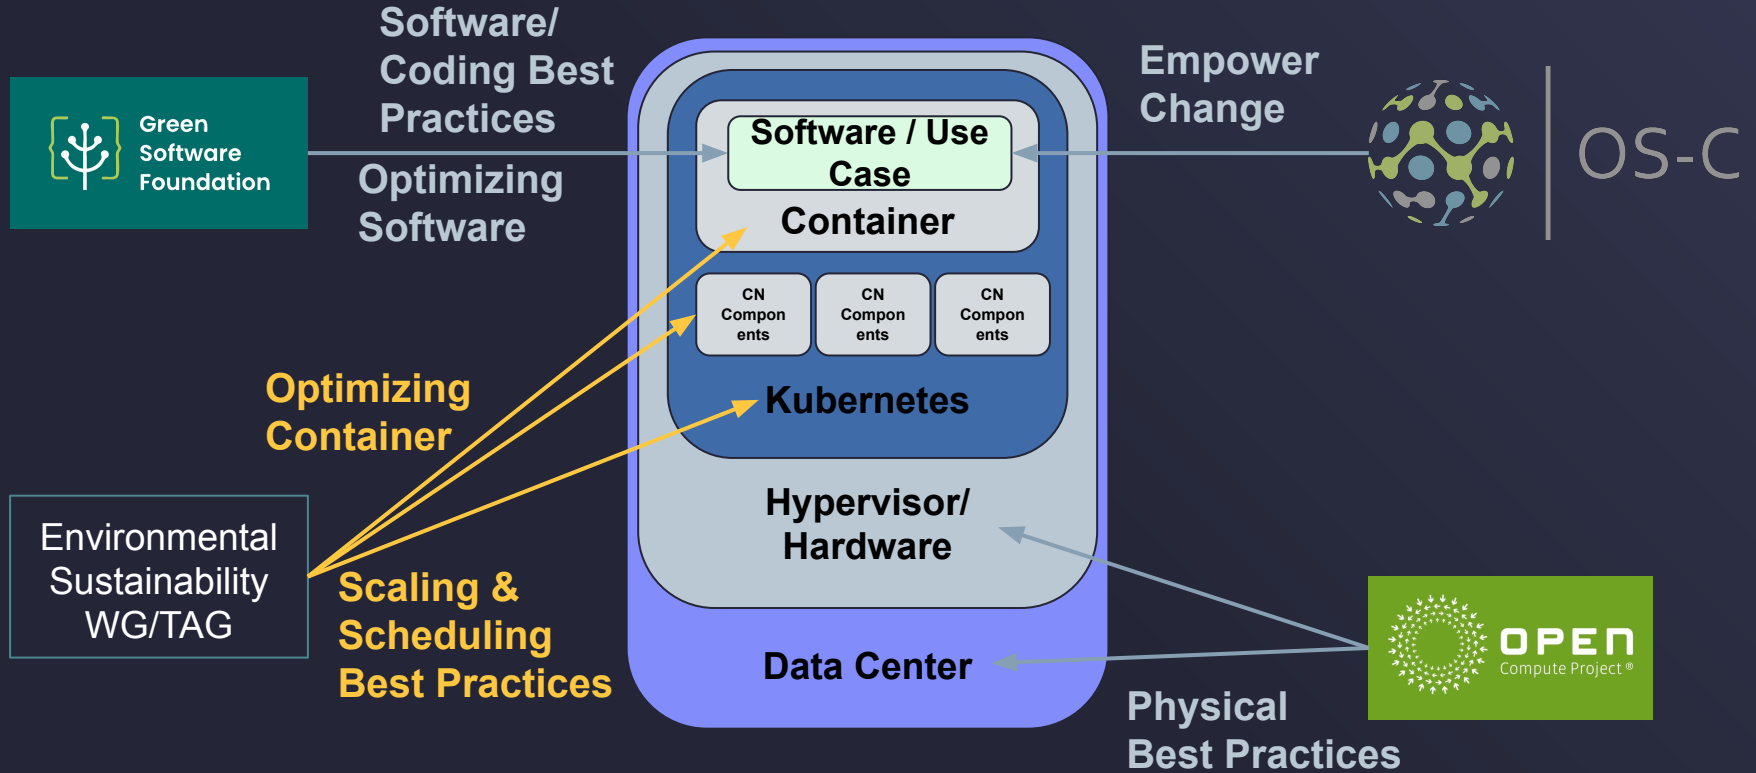 Software/
Coding Best
Practices
Optimizing
Software
Green
Software
Foundation
Software / Use
Case
Container
CN
Compon
ents
CN
Compon
ents
CN
Compon
ents
Kubernetes
Hypervisor/
Hardware
Data Center
Empower
Change
OS-C
Optimizing
Container
Environmental
Sustainability
WG/TAG
Scaling &
Scheduling
Best Practices
OPEN
Compute Project ®
Physical
Best Practices